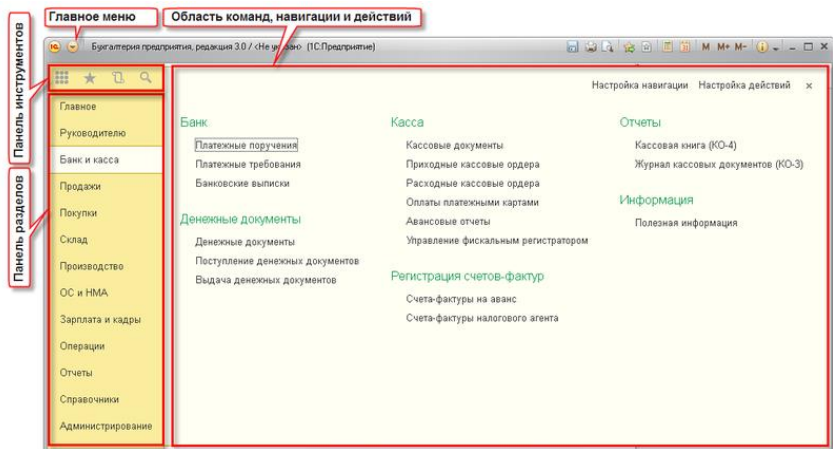 Главное меню
Область команд, навигации и действий
Бухгалтерия предприятия, редакция 3.0 / <Не указан> (1С:Предприятие)
M M+ M-
Панель инструментов
Панель разделов
Настройка навигации Настройка действий
Главное
Руководителю
Банк и касса
Продажи
Покупки
Склад
Производство
ОС и НМА
Зарплата и кадры
Операции
Отчеты
Справочники
Администрирование
Банк
Платежные поручения
Платежные требования
Банковские выписки
Денежные документы
Денежные документы
Поступление денежных документов
Выдача денежных документов
Касса
Кассовые документы
Приходные кассовые ордера
Расходные кассовые ордера
Оплаты платежными картами
Авансовые отчеты
Управление фискальным регистратором
Регистрация счетов-фактур
Счета-фактуры на аванс
Счета-фактуры налогового агента
Отчеты
Кассовая книга (КО-4)
Журнал кассовых документов (КО-3)
Информация
Полезная информация